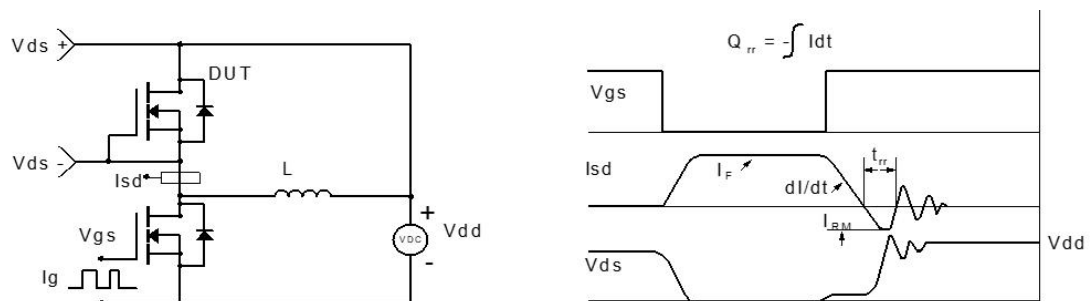 Vds +
DUT
Vds -
Isd
L
Vgs
Ig
+
VDC
-
Vdd
Q rr = -∫ Idt
Vgs
Isd
I F
dI/dt
t rr
I RM
Vds
Vdd